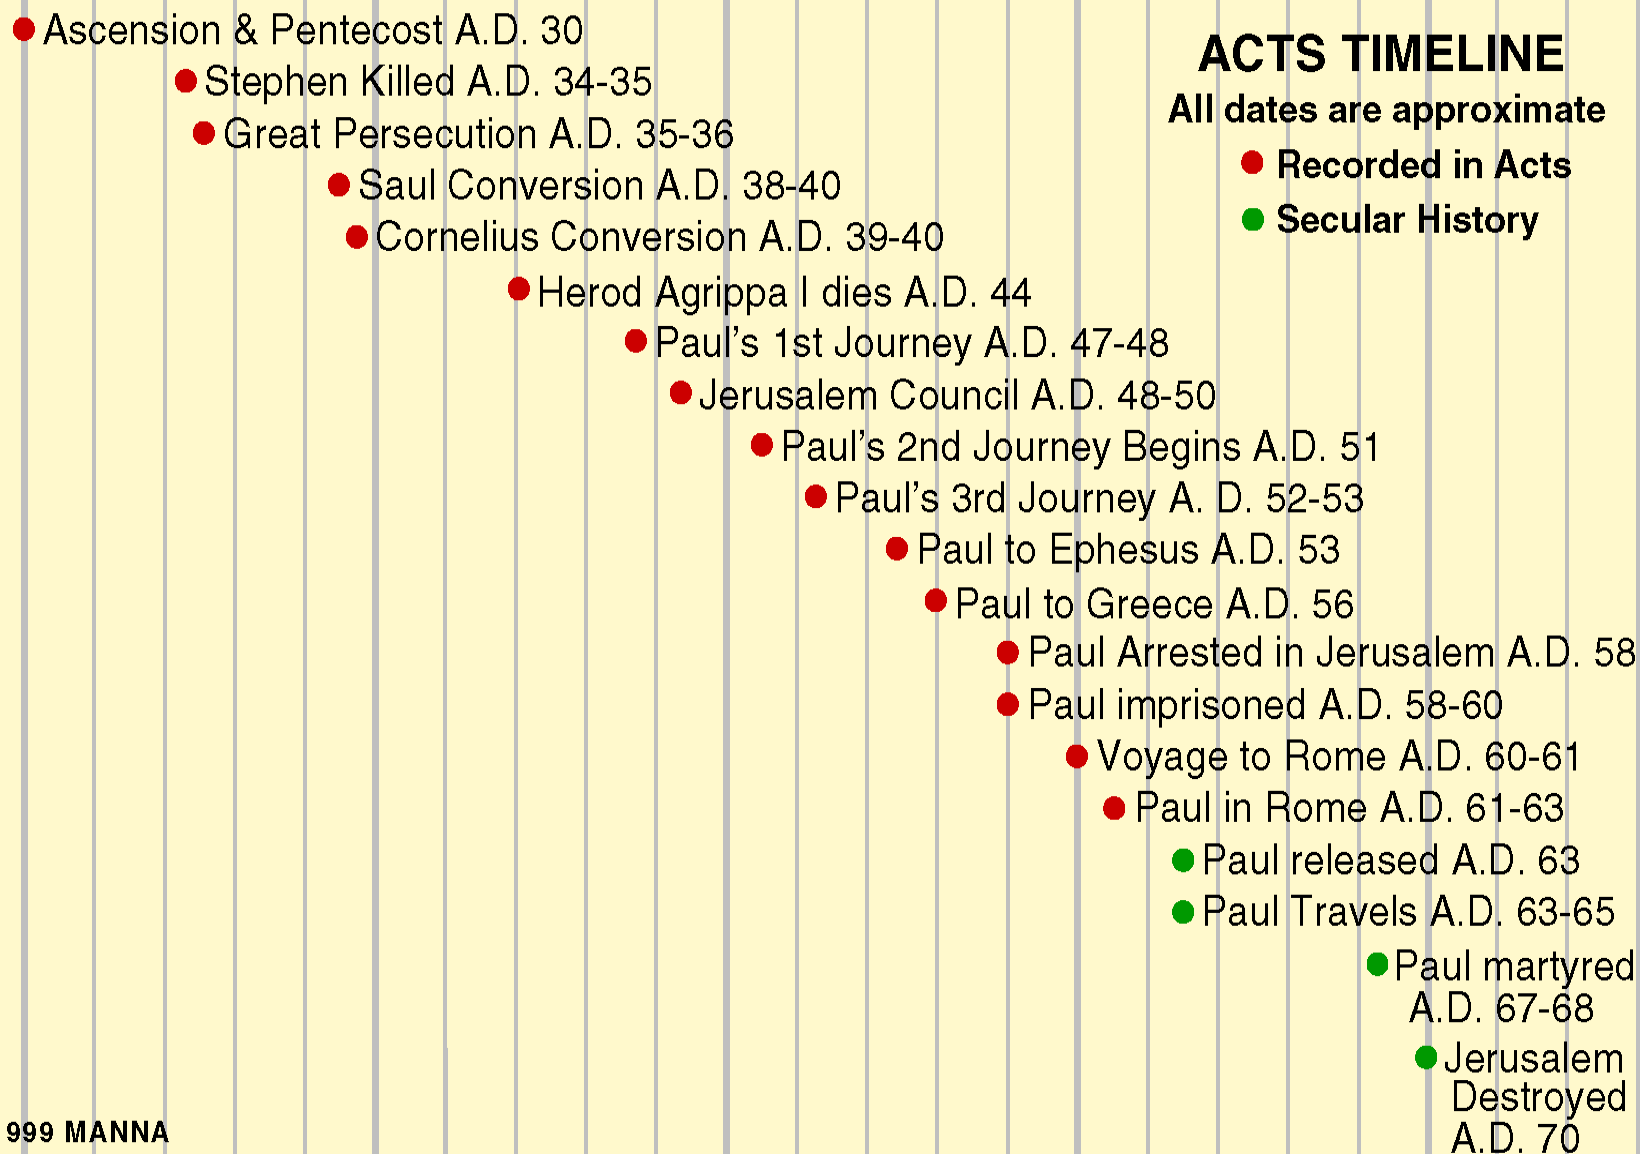 Ascension & Pentecost A.D. 30
Stephen Killed A.D. 34-35
Great Persecution A.D. 35-36
Saul Conversion A.D. 38-40
Cornelius Conversion A.D. 39-40
Herod Agrippa I dies A.D. 44
Paul's 1st Journey A.D. 47-48
Jerusalem Council A.D. 48-50
Paul's 2nd Journey Begins A.D. 51
Paul's 3rd Journey A. D. 52-53
Paul to Ephesus A.D. 53
Paul to Greece A.D. 56
Paul Arrested in Jerusalem A.D. 58
Paul imprisoned A.D. 58-60
Voyage to Rome A.D. 60-61
Paul in Rome A.D. 61-63
Paul released A.D. 63
Paul Travels A.D. 63-65
Paul martyred
A.D. 67-68
Jerusalem
Destroyed
A.D. 70
ACTS TIMELINE
All dates are approximate
Recorded in Acts
Secular History
999 MANNA